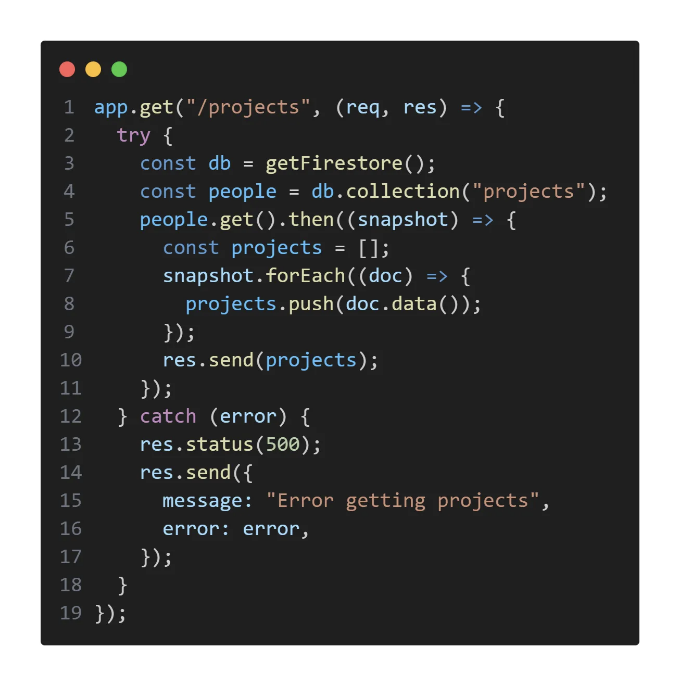 1 app.get("/projects", (req, res) => {
2   try {
3     const db = getFirestore();
4     const people = db.collection("projects");
5     people.get().then((snapshot) => {
6       const projects = [];
7       snapshot.forEach((doc) => {
8         projects.push(doc.data());
9       });
10       res.send(projects);
11     });
12   } catch (error) {
13     res.status(500);
14     res.send({
15       message: "Error getting projects",
16       error: error,
17     });
18   }
19 });